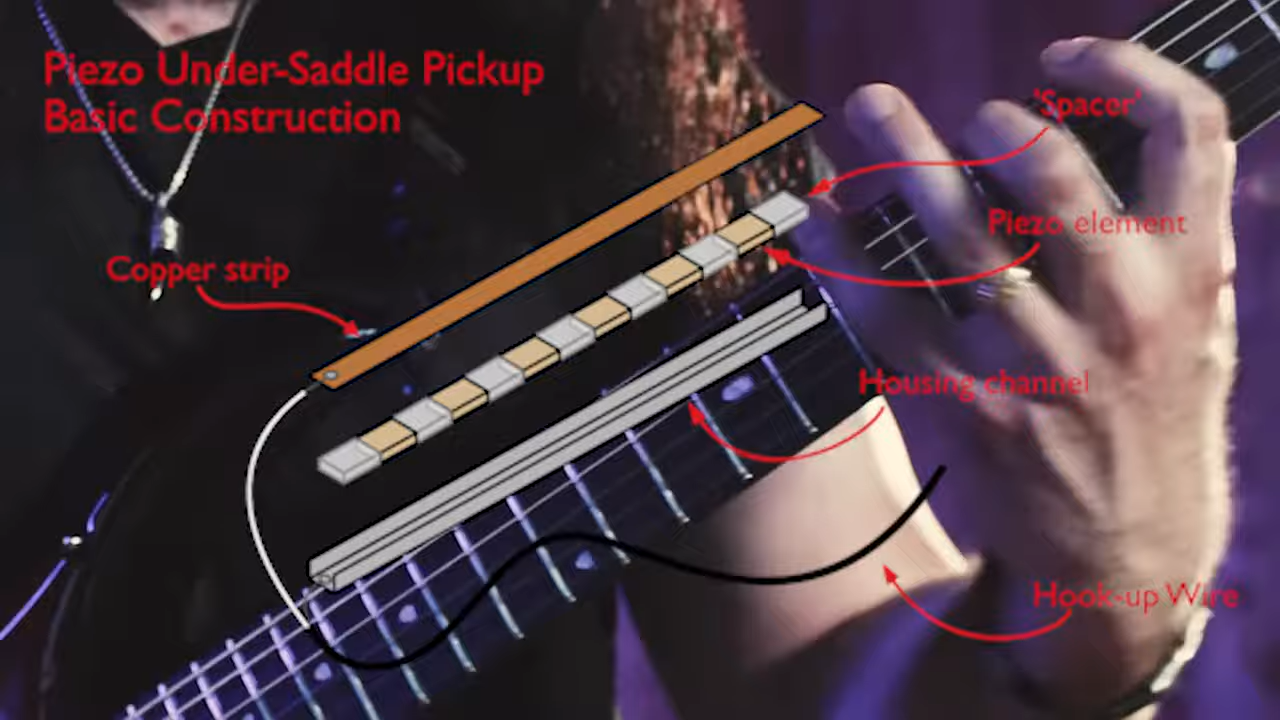 Piezo Under-Saddle Pickup
Basic Construction
'Spacer'
Piezo element
Copper strip
Housing channel
Hook-up Wire